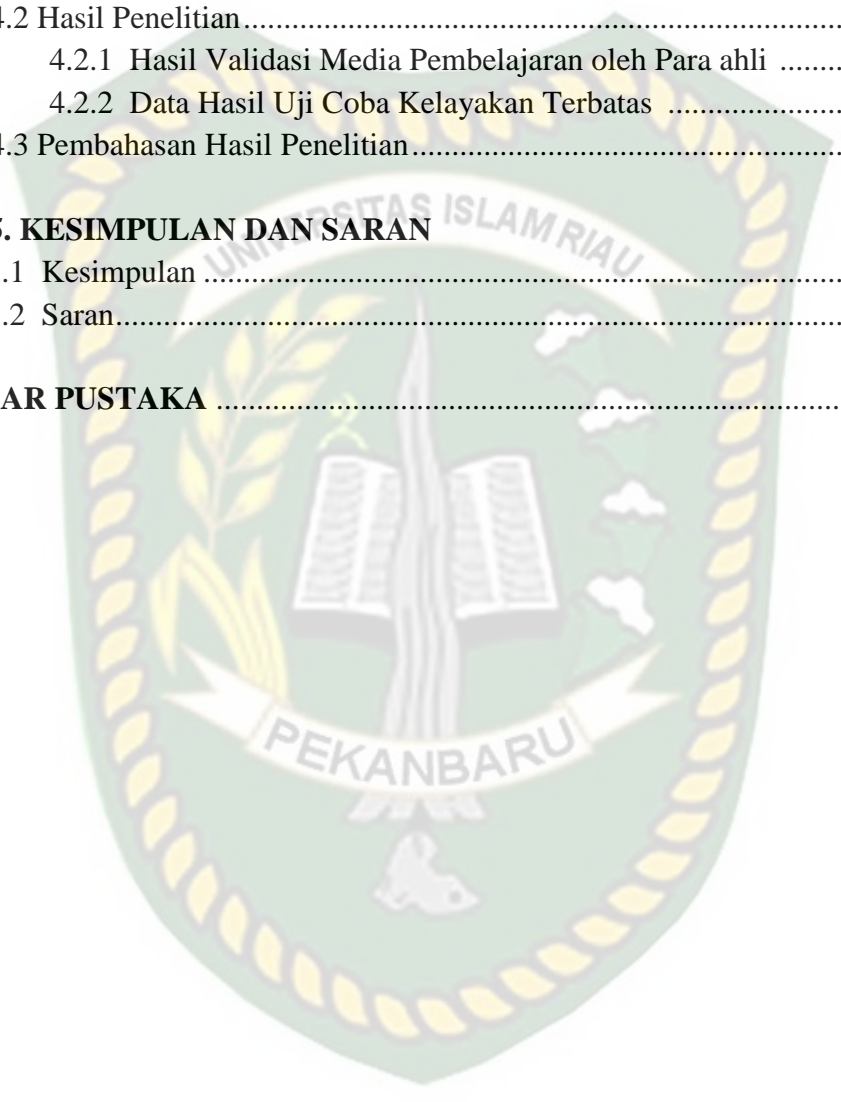 4.2 Hasil Penelitian................................................................................
4.2.1 Hasil Validasi Media Pembelajaran oleh Para ahli ........
4.2.2 Data Hasil Uji Coba Kelayakan Terbatas ......................
4.3 Pembahasan Hasil Penelitian...........................................................
UNIVERSITAS ISLAM RIAU
5. KESIMPULAN DAN SARAN
.1 Kesimpulan .....................................................................................
.2 Saran................................................................................................
AR PUSTAKA ....................................................................................
PEKANBARU